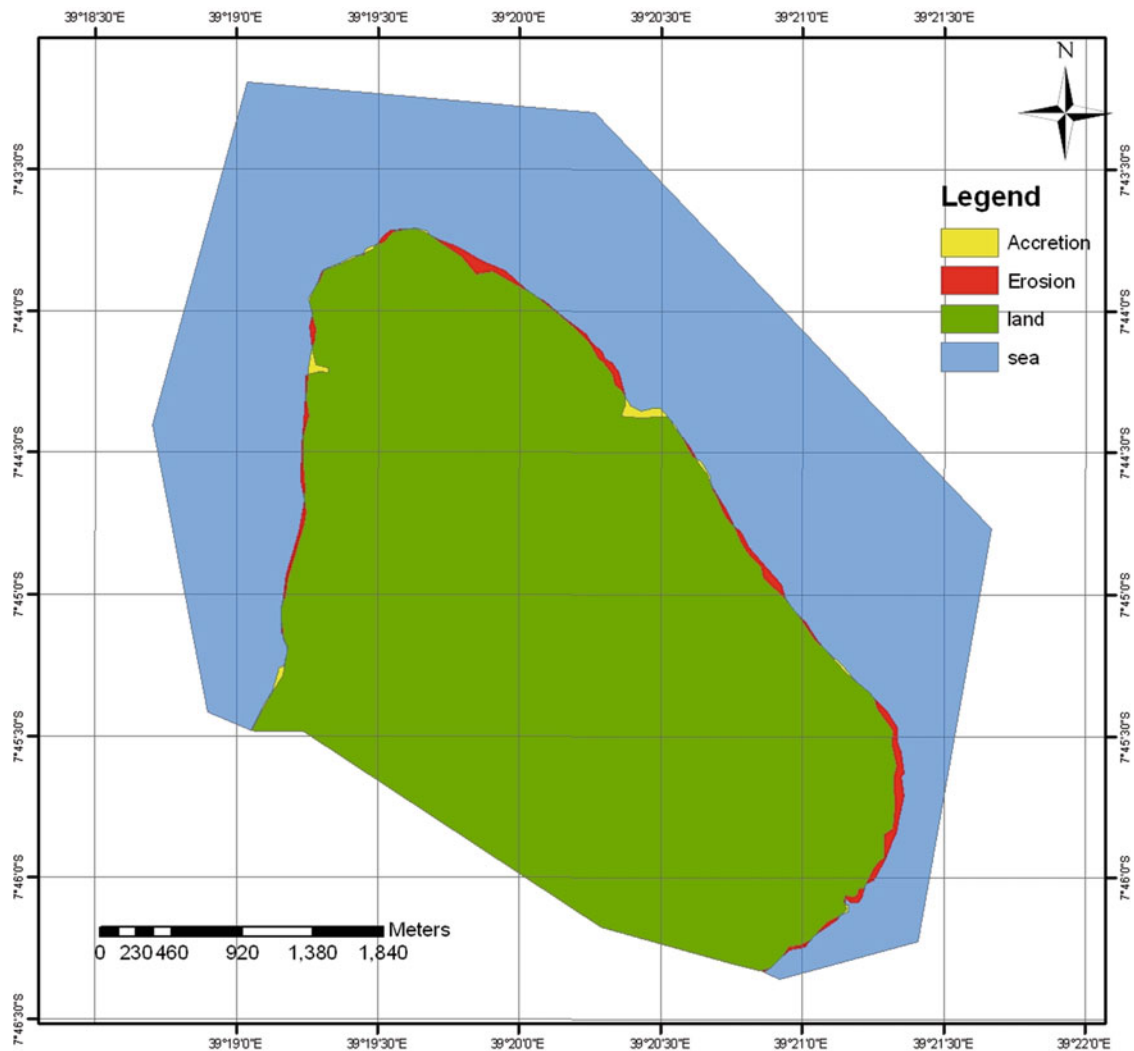 39°18'30"E 39°19'0"E 39°19'30"E 39°20'0"E 39°20'30"E 39°21'0"E 39°21'30"E
N
7°43'30"S 7°43'30"S
Legend
Accretion
Erosion
land
sea
7°44'0"S 7°44'0"S
7°44'30"S 7°44'30"S
7°45'0"S 7°45'0"S
7°45'30"S 7°45'30"S
7°46'0"S 7°46'0"S
Meters
0 230 460 920 1,380 1,840
7°46'30"S 7°46'30"S
39°19'0"E 39°19'30"E 39°20'0"E 39°20'30"E 39°21'0"E 39°21'30"E 39°22'0"E